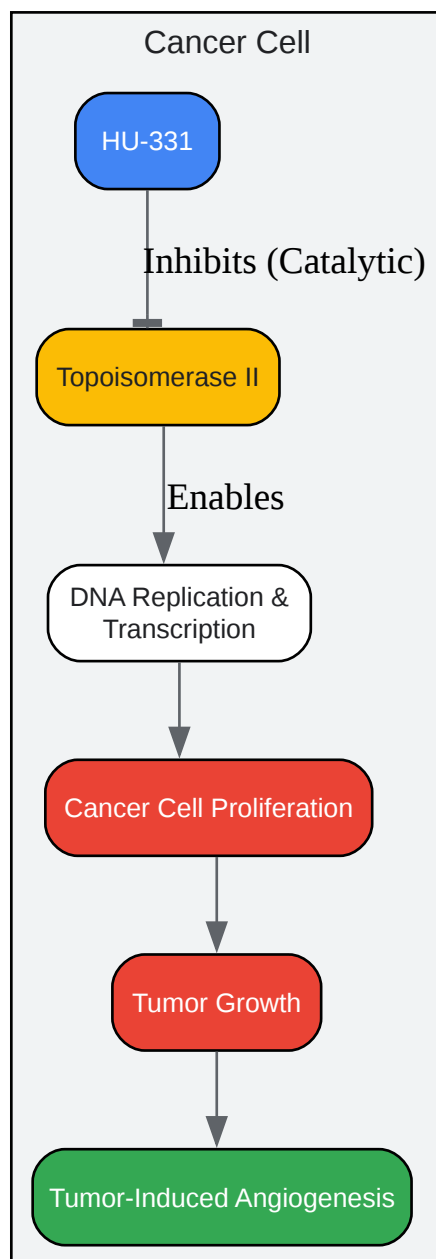 Cancer Cell
HU-331
Inhibits (Catalytic)
Topoisomerase II
Enables
DNA Replication &
Transcription
Cancer Cell Proliferation
Tumor Growth
Tumor-Induced Angiogenesis